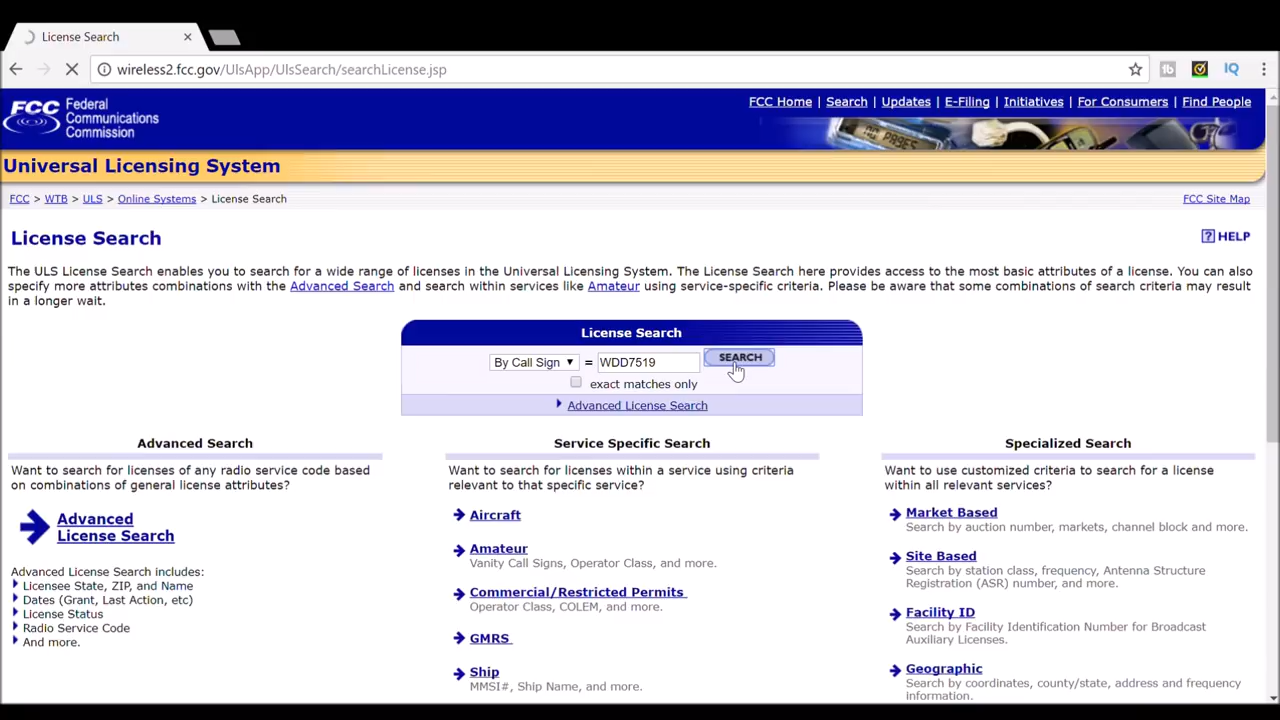 License Search
wireless2.fcc.gov/UlsApp/UlsSearch/searchLicense.jsp
FCC Federal Communications Commission
FCC Home | Search | Updates | E-Filing | Initiatives | For Consumers | Find People
NO PAGES
Universal Licensing System
FCC > WTB > ULS > Online Systems > License Search
FCC Site Map
License Search
? HELP
The ULS License Search enables you to search for a wide range of licenses in the Universal Licensing System. The License Search here provides access to the most basic attributes of a license. You can also
specify more attributes combinations with the Advanced Search and search within services like Amateur using service-specific criteria. Please be aware that some combinations of search criteria may result
in a longer wait.
License Search
By Call Sign = WDD7519 SEARCH
exact matches only
Advanced License Search
Advanced Search
Want to search for licenses of any radio service code based
on combinations of general license attributes?
Advanced
License Search
Advanced License Search includes:
Licensee State, ZIP, and Name
Dates (Grant, Last Action, etc)
License Status
Radio Service Code
And more.
Service Specific Search
Want to search for licenses within a service using criteria
relevant to that specific service?
Aircraft
Amateur
Vanity Call Signs, Operator Class, and more.
Commercial/Restricted Permits
Operator Class, COLEM, and more.
GMRS
Ship
MMSI#, Ship Name, and more.
Specialized Search
Want to use customized criteria to search for a license
within all relevant services?
Market Based
Search by auction number, markets, channel block and more.
Site Based
Search by station class, frequency, Antenna Structure
Registration (ASR) number, and more.
Facility ID
Search by Facility Identification Number for Broadcast
Auxiliary Licenses.
Geographic
Search by coordinates, county/state, address and frequency
information.